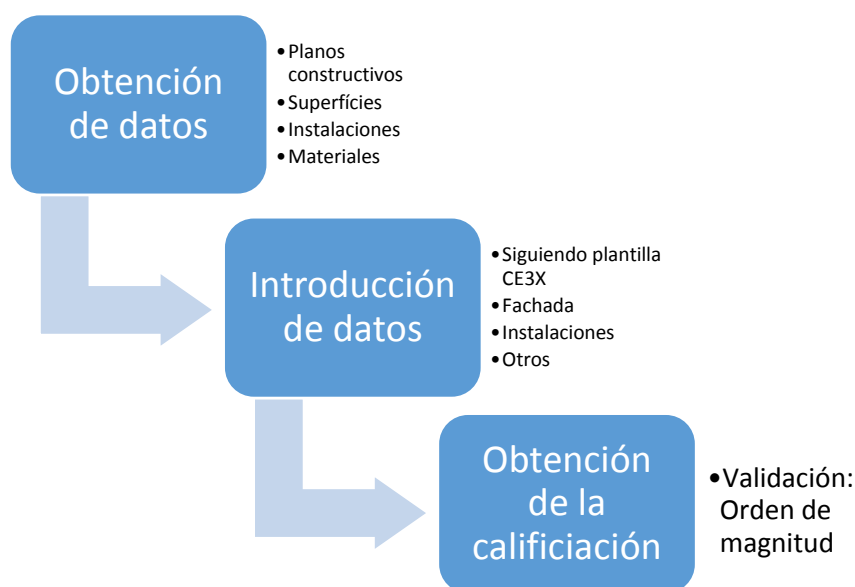 Obtención
de datos
•Planos
constructivos
•Superfícies
•Instalaciones
•Materiales
Introducción
de datos
•Siguiendo plantilla
CE3X
•Fachada
•Instalaciones
•Otros
Obtención
de la
calificiación
•Validación:
Orden de
magnitud